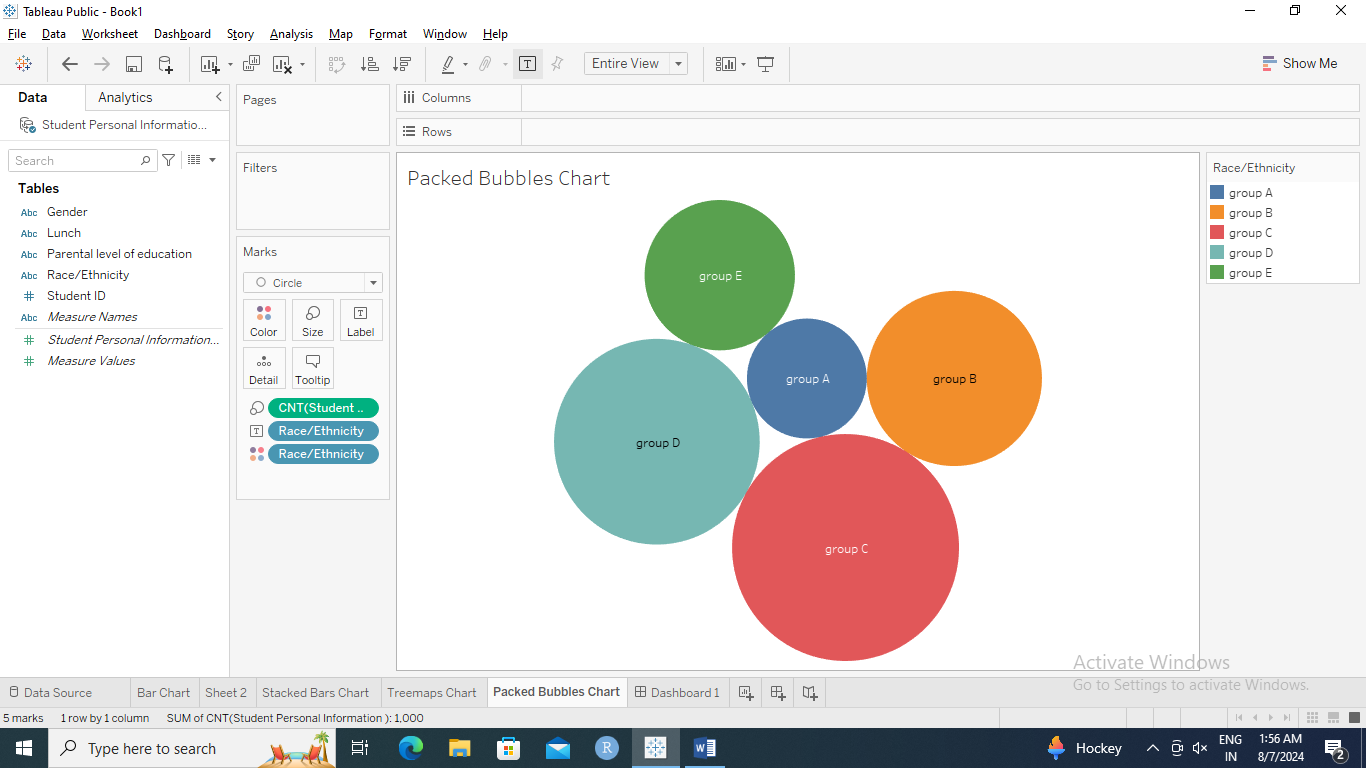 Tableau Public - Book1
File Data Worksheet Dashboard Story Analysis Map Format Window Help
Entire View
Show Me
Data Analytics
Student Personal Informatio...
Search
Tables
Abc Gender
Abc Lunch
Abc Parental level of education
Abc Race/Ethnicity
# Student ID
Abc Measure Names
# Student Personal Information...
# Measure Values
Pages
Filters
Marks
Circle
Color Size Label
Detail Tooltip
CNT(Student ..
Race/Ethnicity
Race/Ethnicity
Columns
Rows
Packed Bubbles Chart
group E
group A
group B
group D
group C
Race/Ethnicity
group A
group B
group C
group D
group E
Activate Windows
Go to Settings to activate Windows.
Data Source Bar Chart Sheet 2 Stacked Bars Chart Treemaps Chart Packed Bubbles Chart Dashboard 1
5 marks 1 row by 1 column SUM of CNT(Student Personal Information ): 1,000
Type here to search
R
W
Hockey
ENG
IN
1:56 AM
8/7/2024
2